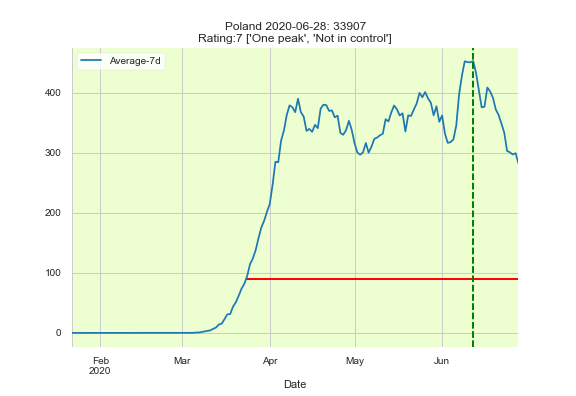 Poland 2020-06-28: 33907
Rating:7 ['One peak', 'Not in control']
Average-7d
400
300
200
100
0
Feb Mar Apr May Jun
2020
Date